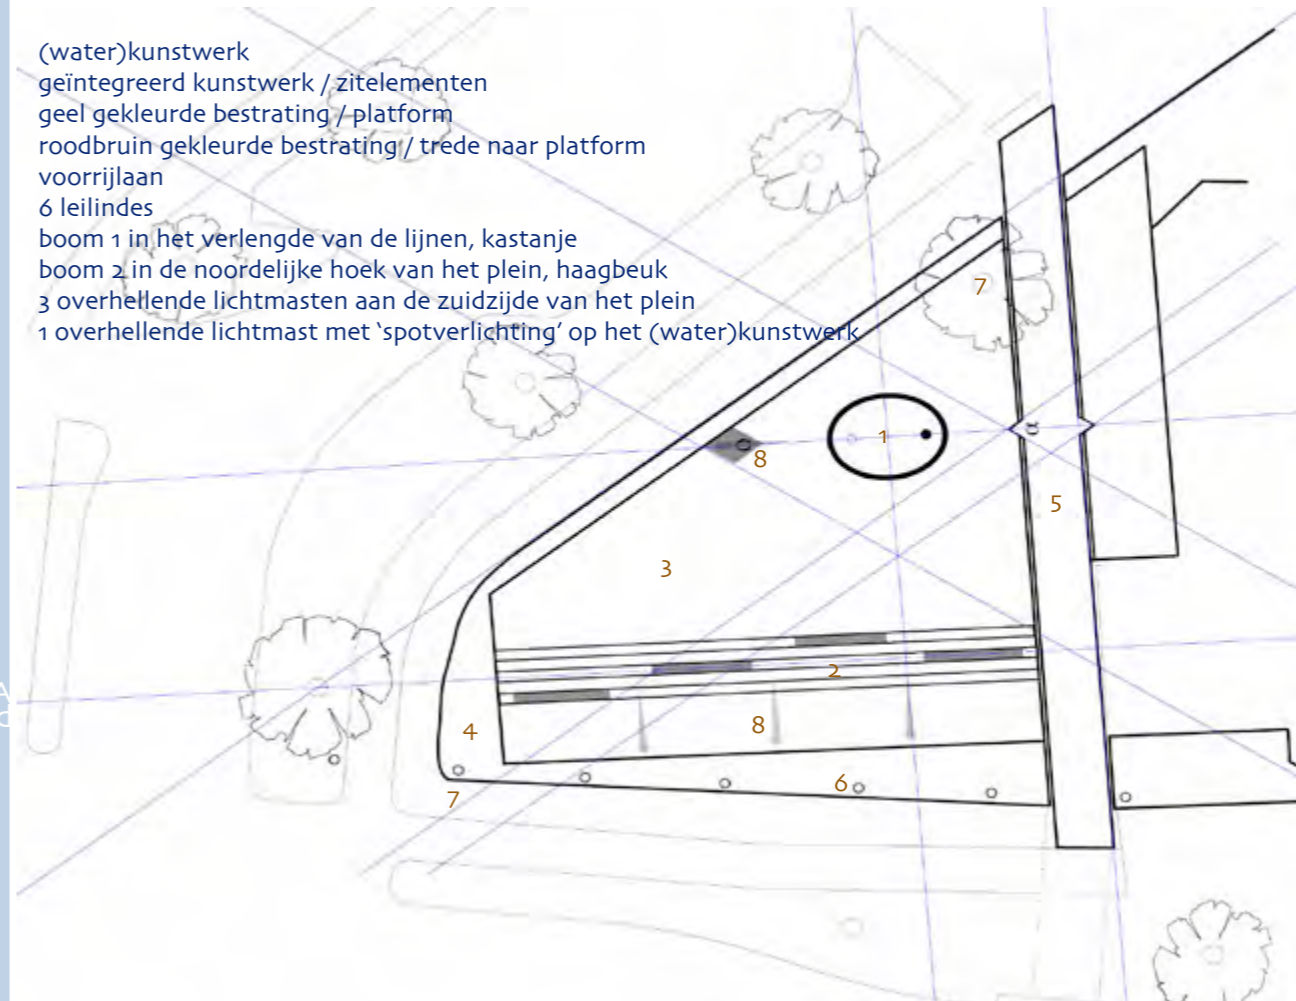 (water)kunstwerk
geïntegreerd kunstwerk / zitelementen
geel gekleurde bestrating / platform
roodbruin gekleurde bestrating / trede naar platform
voorrijlaan
6 leilindes
boom 1 in het verlengde van de lijnen, kastanje
boom 2 in de noordelijke hoek van het plein, haagbeuk
3 overhellende lichtmasten aan de zuidzijde van het plein
1 overhellende lichtmast met ‘spotverlichting’ op het (water)kunstwerk
7
1
8
5
3
2
8
4
6
7